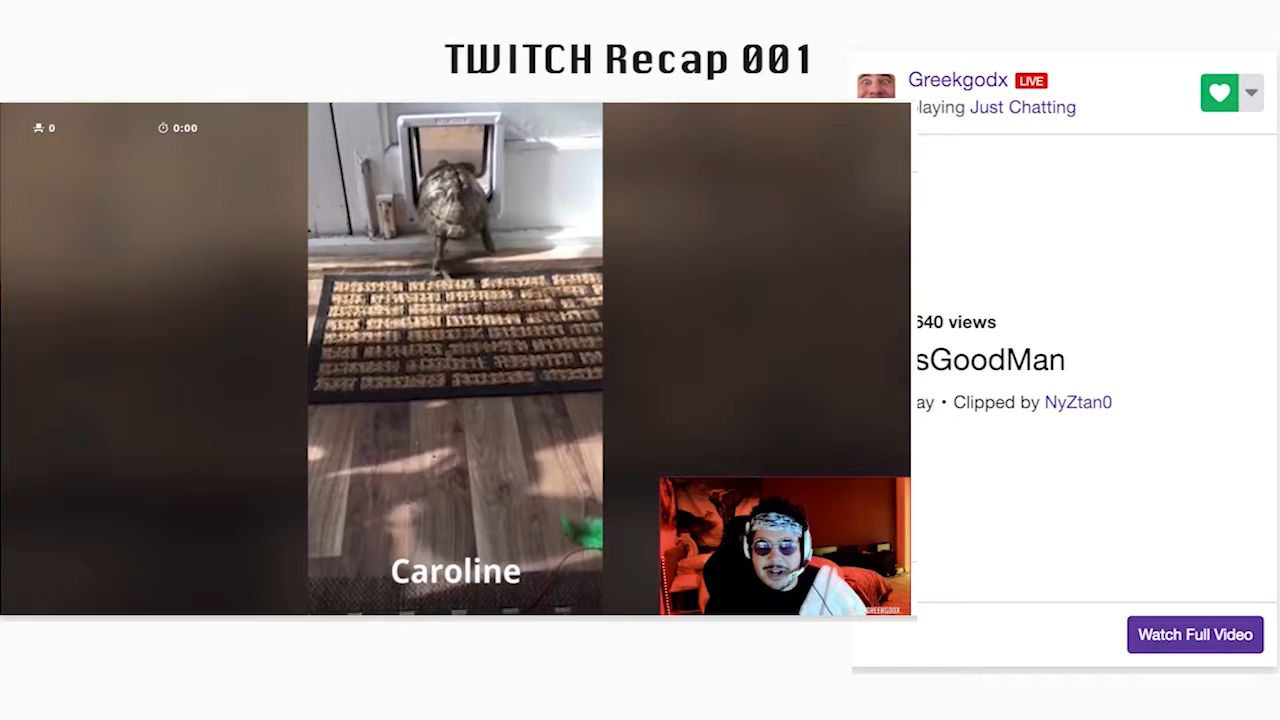 TWITCH Recap 001
Greekgodx LIVE
laying Just Chatting
0 0:00
640 views
sGoodMan
ay • Clipped by NyZtan0
Caroline
GREEKGODX
Watch Full Video